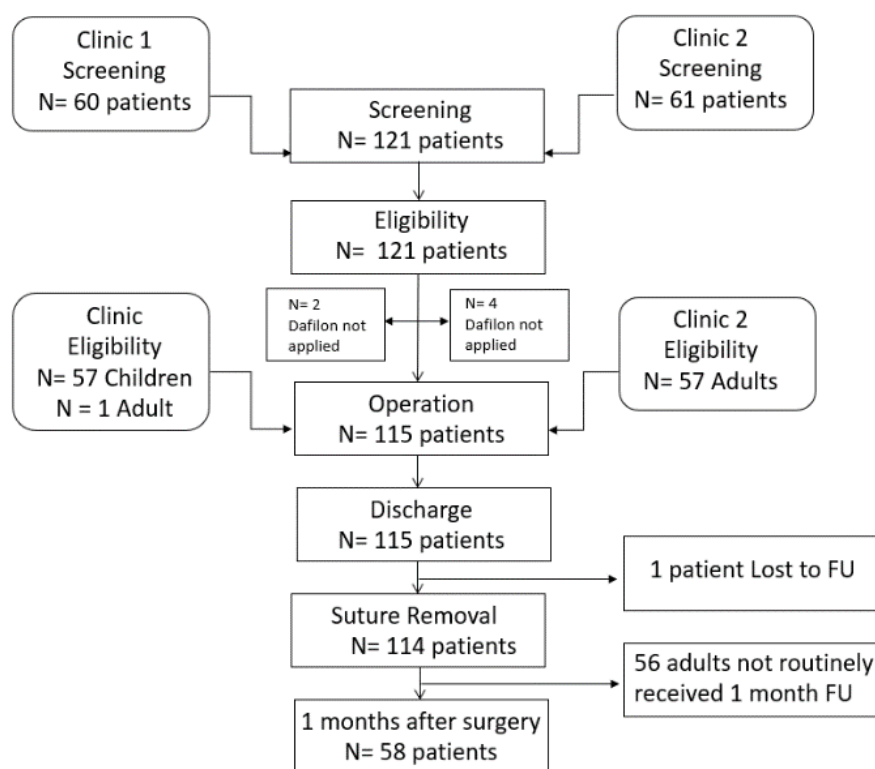 Clinic 1
Screening
N= 60 patients
Clinic 2
Screening
N= 61 patients
Screening
N= 121 patients
Eligibility
N= 121 patients
N= 2
Dafilon not
applied
N= 4
Dafilon not
applied
Clinic
Eligibility
N= 57 Children
N = 1 Adult
Clinic 2
Eligibility
N= 57 Adults
Operation
N= 115 patients
Discharge
N= 115 patients
1 patient Lost to FU
Suture Removal
N= 114 patients
56 adults not routinely
received 1 month FU
1 months after surgery
N= 58 patients